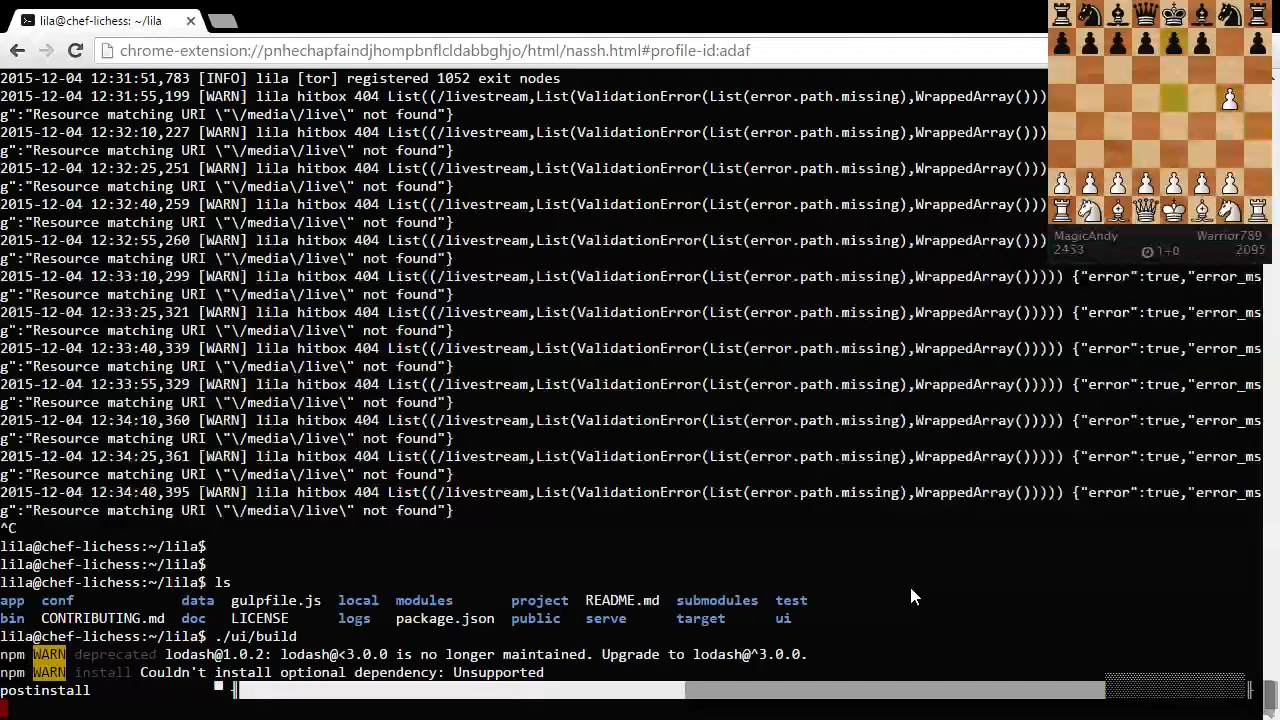 lila@chef-lichess: ~/lila
chrome-extension://pnhechapfaindjhompbnflcldabbghjo/html/nassh.html#profile-id:adaf
2015-12-04 12:31:51,783 [INFO] lila [tor] registered 1052 exit nodes
2015-12-04 12:31:55,199 [WARN] lila hitbox 404 List((/livestream,List(ValidationError(List(error.path.missing),WrappedArray()))
g":"Resource matching URI \"\/media\/live\" not found"}
2015-12-04 12:32:10,227 [WARN] lila hitbox 404 List((/livestream,List(ValidationError(List(error.path.missing),WrappedArray()))
g":"Resource matching URI \"\/media\/live\" not found"}
2015-12-04 12:32:25,251 [WARN] lila hitbox 404 List((/livestream,List(ValidationError(List(error.path.missing),WrappedArray()))
g":"Resource matching URI \"\/media\/live\" not found"}
2015-12-04 12:32:40,259 [WARN] lila hitbox 404 List((/livestream,List(ValidationError(List(error.path.missing),WrappedArray()))
g":"Resource matching URI \"\/media\/live\" not found"}
2015-12-04 12:32:55,260 [WARN] lila hitbox 404 List((/livestream,List(ValidationError(List(error.path.missing),WrappedArray()))
g":"Resource matching URI \"\/media\/live\" not found"}
MagicAndy Warrior789
2453 1+0 2095
2015-12-04 12:33:10,299 [WARN] lila hitbox 404 List((/livestream,List(ValidationError(List(error.path.missing),WrappedArray())))) {"error":true,"error_ms
g":"Resource matching URI \"\/media\/live\" not found"}
2015-12-04 12:33:25,321 [WARN] lila hitbox 404 List((/livestream,List(ValidationError(List(error.path.missing),WrappedArray())))) {"error":true,"error_ms
g":"Resource matching URI \"\/media\/live\" not found"}
2015-12-04 12:33:40,339 [WARN] lila hitbox 404 List((/livestream,List(ValidationError(List(error.path.missing),WrappedArray())))) {"error":true,"error_ms
g":"Resource matching URI \"\/media\/live\" not found"}
2015-12-04 12:33:55,329 [WARN] lila hitbox 404 List((/livestream,List(ValidationError(List(error.path.missing),WrappedArray())))) {"error":true,"error_ms
g":"Resource matching URI \"\/media\/live\" not found"}
2015-12-04 12:34:10,360 [WARN] lila hitbox 404 List((/livestream,List(ValidationError(List(error.path.missing),WrappedArray())))) {"error":true,"error_ms
g":"Resource matching URI \"\/media\/live\" not found"}
2015-12-04 12:34:25,361 [WARN] lila hitbox 404 List((/livestream,List(ValidationError(List(error.path.missing),WrappedArray())))) {"error":true,"error_ms
g":"Resource matching URI \"\/media\/live\" not found"}
2015-12-04 12:34:40,395 [WARN] lila hitbox 404 List((/livestream,List(ValidationError(List(error.path.missing),WrappedArray())))) {"error":true,"error_ms
g":"Resource matching URI \"\/media\/live\" not found"}
^C
lila@chef-lichess:~/lila$
lila@chef-lichess:~/lila$
lila@chef-lichess:~/lila$ ls
app conf data gulpfile.js local modules project README.md submodules test
bin CONTRIBUTING.md doc LICENSE logs package.json public serve target ui
lila@chef-lichess:~/lila$ ./ui/build
npm WARN deprecated lodash@1.0.2: lodash@<3.0.0 is no longer maintained. Upgrade to lodash@^3.0.0.
npm WARN install Couldn't install optional dependency: Unsupported
postinstall